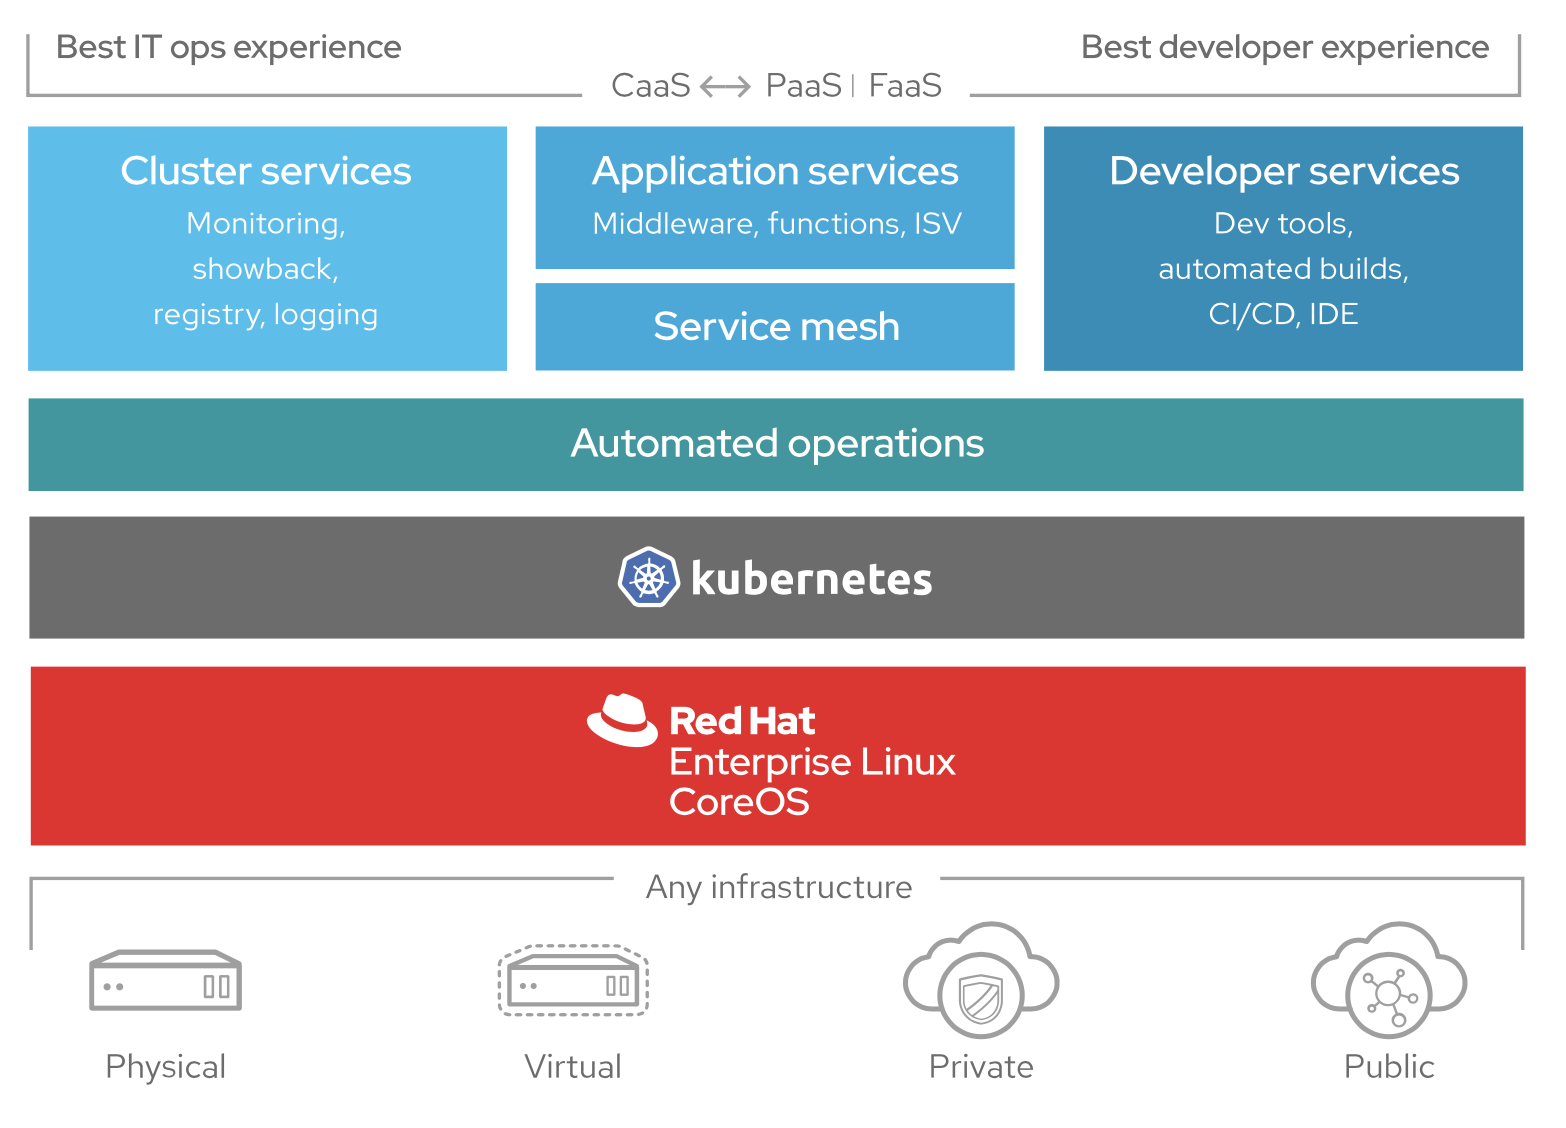 Best IT ops experience
Best developer experience
CaaS ↔ PaaS | FaaS
Cluster services
Monitoring,
showback,
registry, logging
Application services
Middleware, functions, ISV
Service mesh
Developer services
Dev tools,
automated builds,
CI/CD, IDE
Automated operations
kubernetes
Red Hat
Enterprise Linux
CoreOS
Any infrastructure
Physical
Virtual
Private
Public